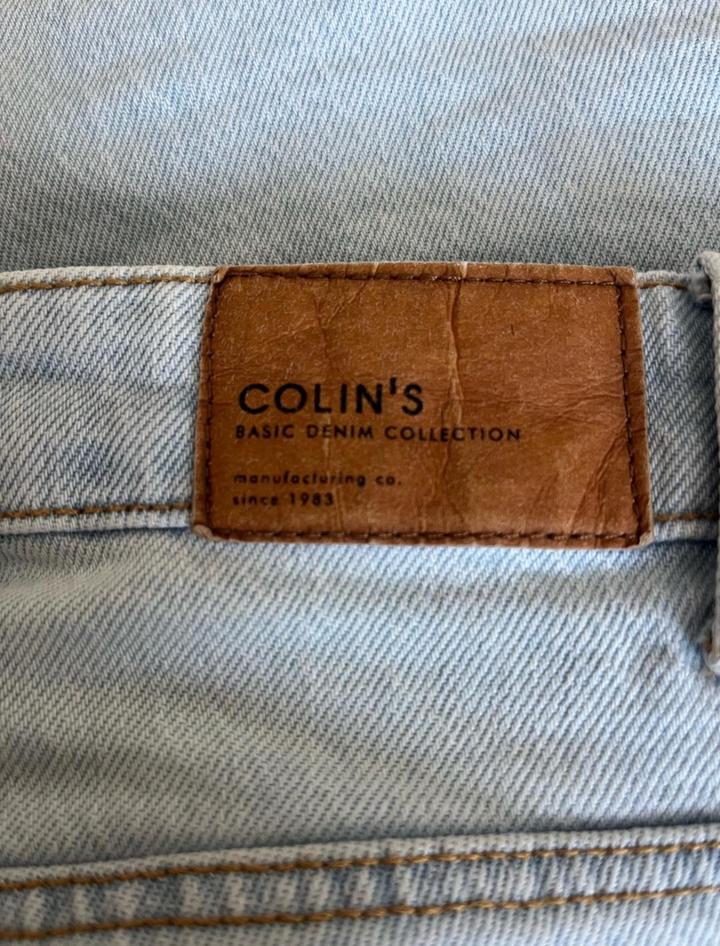 COLIN'S
BASIC DENIM COLLECTION
manufacturing co.
since 1983